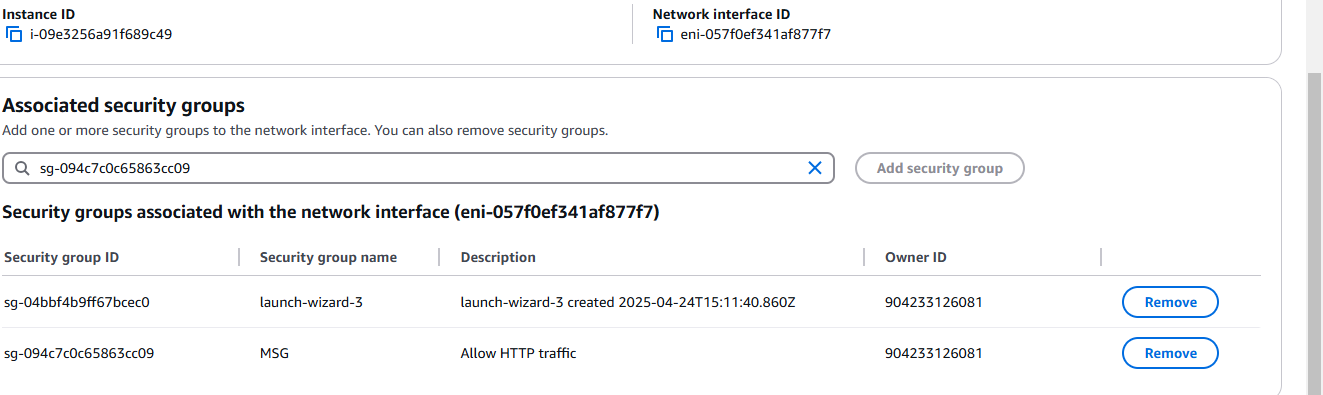 Instance ID
Network interface ID
i-09e3256a91f689c49
eni-057f0ef341af877f7
Associated security groups
Add one or more security groups to the network interface. You can also remove security groups.
sg-094c7c0c65863cc09
Add security group
Security groups associated with the network interface (eni-057f0ef341af877f7)
Security group ID Security group name Description Owner ID
sg-04bbf4b9ff67bcec0 launch-wizard-3 launch-wizard-3 created 2025-04-24T15:11:40.860Z 904233126081 Remove
sg-094c7c0c65863cc09 MSG Allow HTTP traffic 904233126081 Remove